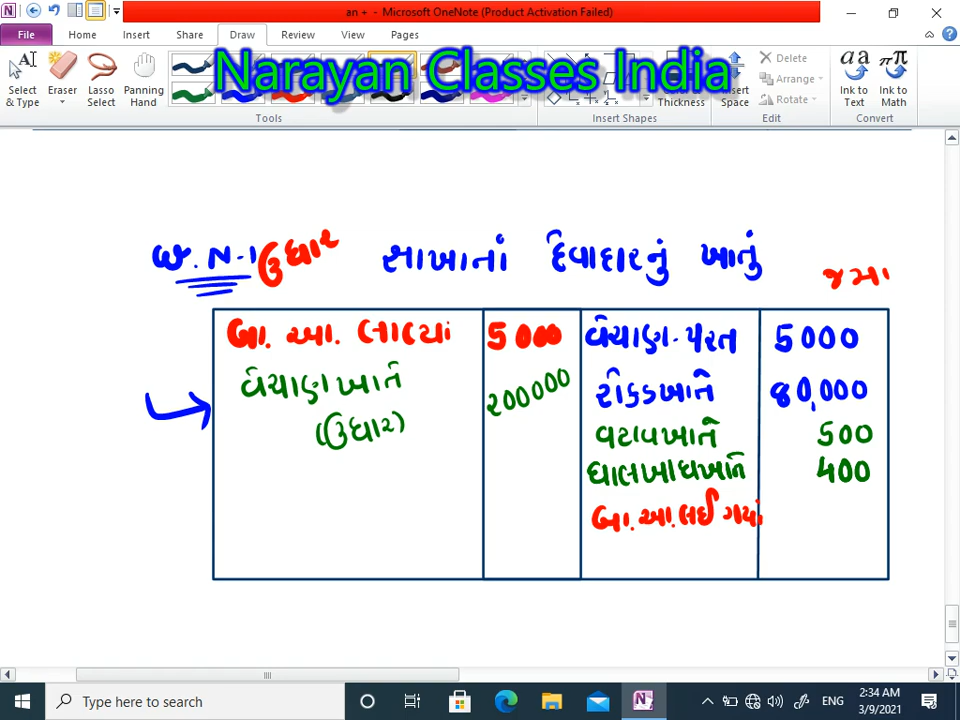 an + - Microsoft OneNote (Product Activation Failed)
File Home Insert Share Draw Review View Pages
Narayan Classes India
Select & Type
Eraser
Lasso Select
Panning Hand
Thickness
Insert Space
Delete
Arrange
Rotate
Ink to Text
Ink to Math
Tools Insert Shapes Edit Convert
W.N-1 ઉધાર સાખાનાં દેવાદારનું ખાતું જમા
બા. આ. લાવ્યાં 5000 વેચાણ પરત 5000
વેચાણ ખાતે 200000 રોકડખાતે 80,000
(ઉધાર) વટાવખાતે 500
ઘાલખાધખાતે 400
બા. આ. લઈ ગયાં
Type here to search
ENG
2:34 AM
3/9/2021